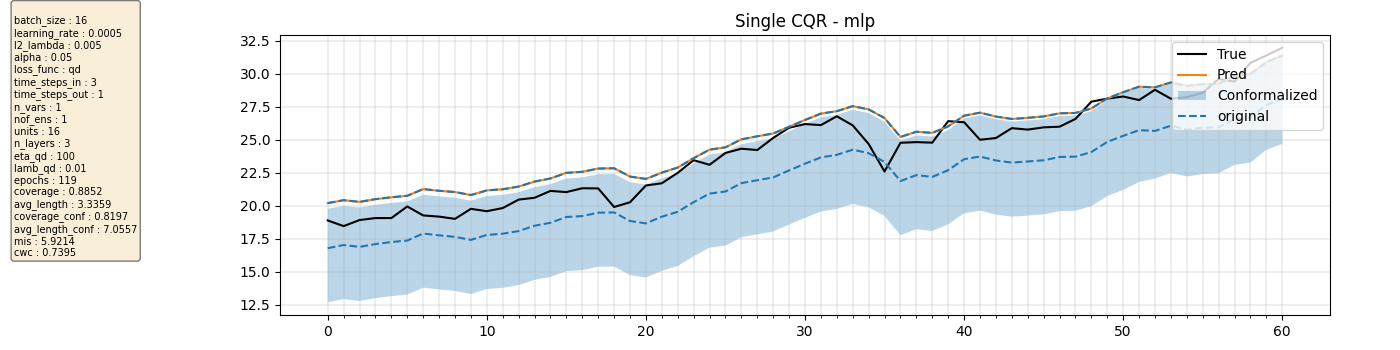 batch_size : 16
learning_rate : 0.0005
l2_lambda : 0.005
alpha : 0.05
loss_func : qd
time_steps_in : 3
time_steps_out : 1
n_vars : 1
nof_ens : 1
units : 16
n_layers : 3
eta_qd : 100
lamb_qd : 0.01
epochs : 119
coverage : 0.8852
avg_length : 3.3359
coverage_conf : 0.8197
avg_length_conf : 7.0557
mis : 5.9214
cwc : 0.7395
Single CQR - mlp
32.5
30.0
27.5
25.0
22.5
20.0
17.5
15.0
12.5
0
10
20
30
40
50
60
True
Pred
Conformalized
original